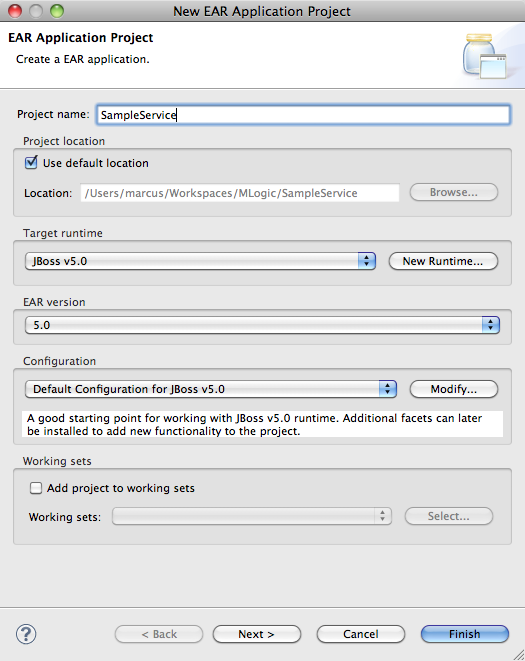 New EAR Application Project
EAR Application Project
Create a EAR application.
Project name: SampleService
Project location
Use default location
Location: /Users/marcus/Workspaces/MLogic/SampleService Browse...
Target runtime
JBoss v5.0 New Runtime...
EAR version
5.0
Configuration
Default Configuration for JBoss v5.0 Modify...
A good starting point for working with JBoss v5.0 runtime. Additional facets can later
be installed to add new functionality to the project.
Working sets
Add project to working sets
Working sets: Select...
? < Back Next > Cancel Finish